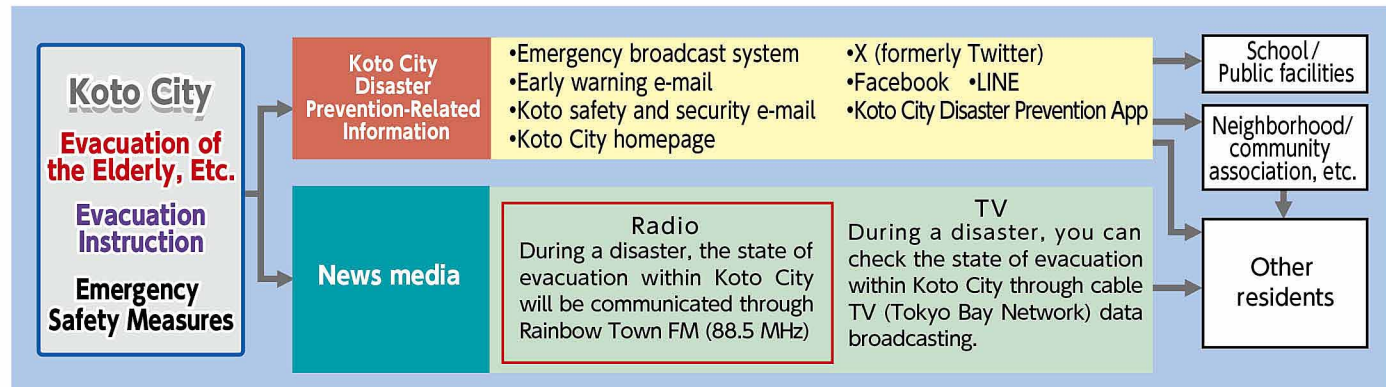 Koto City
Evacuation of
the Elderly, Etc.
Evacuation
Instruction
Emergency
Safety Measures
Koto City
Disaster
Prevention-Related
Information
•Emergency broadcast system
•Early warning e-mail
•Koto safety and security e-mail
•Koto City homepage
•X (formerly Twitter)
•Facebook •LINE
•Koto City Disaster Prevention App
News media
Radio
During a disaster, the state of
evacuation within Koto City
will be communicated through
Rainbow Town FM (88.5 MHz)
TV
During a disaster, you can
check the state of evacuation
within Koto City through cable
TV (Tokyo Bay Network) data
broadcasting.
School/
Public facilities
Neighborhood/
community
association, etc.
Other
residents